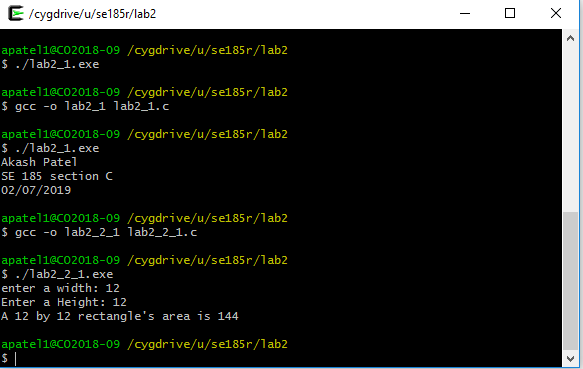 /cygdrive/u/se185r/lab2
apatel1@CO2018-09 /cygdrive/u/se185r/lab2
$ ./lab2_1.exe
apatel1@CO2018-09 /cygdrive/u/se185r/lab2
$ gcc -o lab2_1 lab2_1.c
apatel1@CO2018-09 /cygdrive/u/se185r/lab2
$ ./lab2_1.exe
Akash Patel
SE 185 section C
02/07/2019
apatel1@CO2018-09 /cygdrive/u/se185r/lab2
$ gcc -o lab2_2_1 lab2_2_1.c
apatel1@CO2018-09 /cygdrive/u/se185r/lab2
$ ./lab2_2_1.exe
enter a width: 12
Enter a Height: 12
A 12 by 12 rectangle's area is 144
apatel1@CO2018-09 /cygdrive/u/se185r/lab2
$